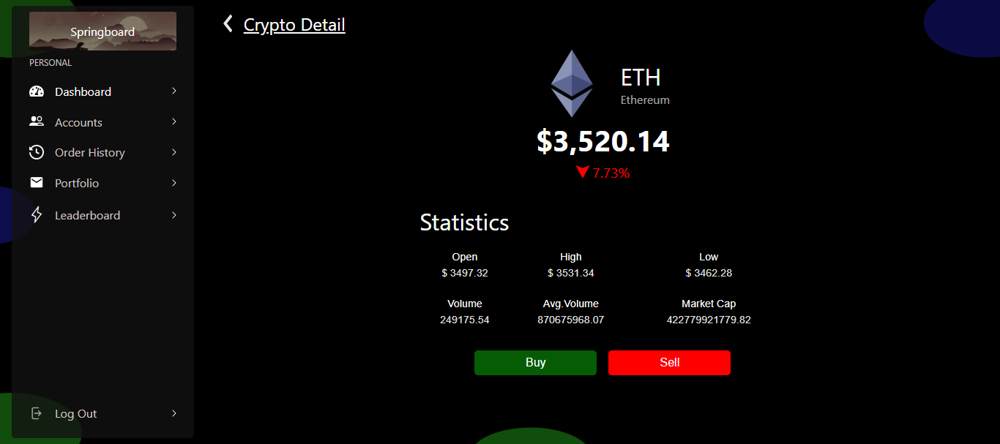 Springboard
PERSONAL
Dashboard
Accounts
Order History
Portfolio
Leaderboard
Log Out
Crypto Detail
ETH
Ethereum
$3,520.14
7.73%
Statistics
Open High Low
$ 3497.32 $ 3531.34 $ 3462.28
Volume Avg.Volume Market Cap
249175.54 870675968.07 422779921779.82
Buy Sell